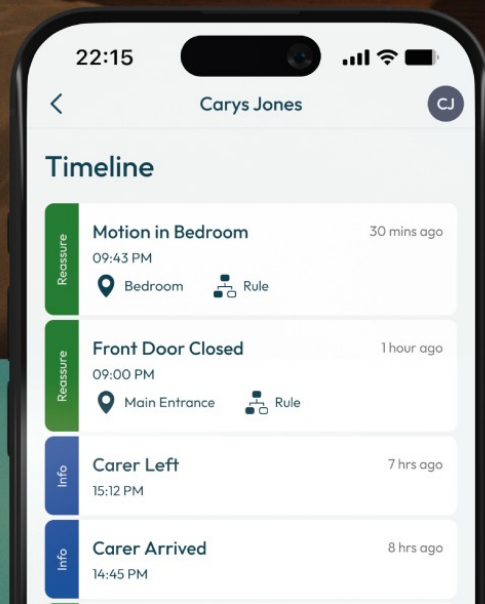 22:15
Carys Jones
CJ
Timeline
Reassure
Motion in Bedroom
30 mins ago
09:43 PM
Bedroom
Rule
Reassure
Front Door Closed
1 hour ago
09:00 PM
Main Entrance
Rule
Info
Carer Left
7 hrs ago
15:12 PM
Info
Carer Arrived
8 hrs ago
14:45 PM